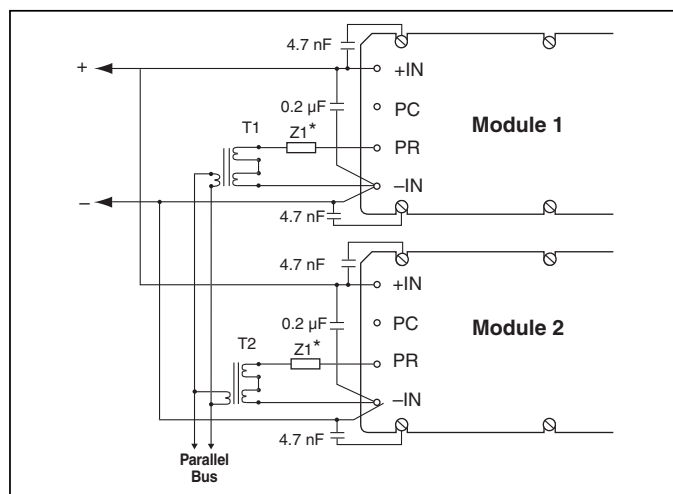 4.7 nF
+
+IN
0.2 µF
PC
T1
Z1*
Module 1
PR
–IN
–
4.7 nF
4.7 nF
+IN
0.2 µF
PC
T2
Z1*
Module 2
PR
–IN
4.7 nF
Parallel
Bus